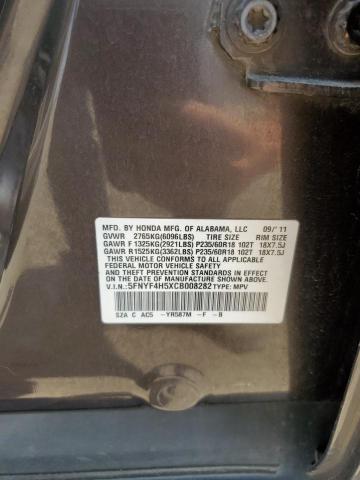 MFD. BY HONDA MFG. OF ALABAMA, LLC 09/'11
GVWR 2765KG(6096LBS) TIRE SIZE RIM SIZE
GAWR F 1325KG(2921LBS) P235/60R18 102T 18X7.5J
GAWR R 1525KG(3362LBS) P235/60R18 102T 18X7.5J
THIS VEHICLE CONFORMS TO ALL APPLICABLE
FEDERAL MOTOR VEHICLE SAFETY AND THEFT
PREVENTION STANDARDS IN EFFECT ON THE
DATE OF MANUFACTURE SHOWN ABOVE.
V.I.N.: 5FNYF4H5XCB008282 TYPE: MPV
SZA C AC5 -YR587M -F -B